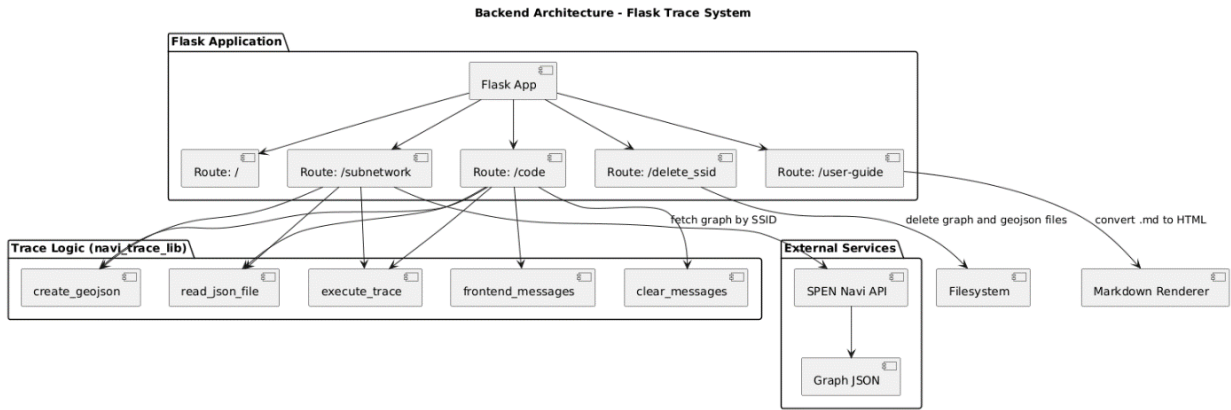 Backend Architecture - Flask Trace System
Flask Application
Flask App
Route: /
Route: /subnetwork
Route: /code
Route: /delete_ssid
Route: /user-guide
fetch graph by SSID
delete graph and geojson files
convert .md to HTML
Trace Logic (navi_trace_lib)
External Services
create_geojson
read_json_file
execute_trace
frontend_messages
clear_messages
SPEN Navi API
Filesystem
Markdown Renderer
Graph JSON